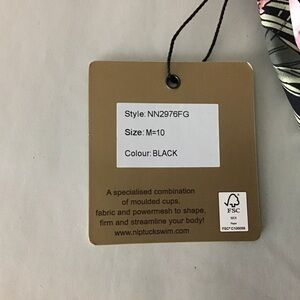 Style: NN2976FG
Size: M=10
Colour: BLACK
A specialised combination
of moulded cups,
fabric and powermesh to shape,
firm and streamline your body!
www.niptuckswim.com
FSC
MIX